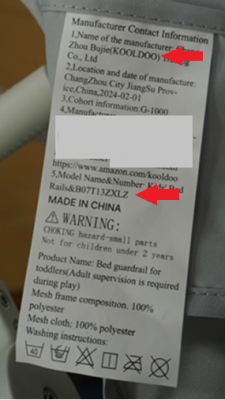 Manufacturer Contact Information
1,Name of the manufacturer:
Zhou Bujie(KOOLDOO)
Co., Ltd
2,Location and date of manufacture:
ChangZhou City JiangSu Prov-
ice,China,2024-02-01
3,Cohort information:G-1000
4,Manufactur
https://www.amazon.com/kooldoo
5,Model Name&Number: Kids' Bed
Rails&B07T13ZXLZ
MADE IN CHINA
⚠ WARNING:
CHOKING hazard-small parts
Not for children under 2 years
Product Name: Bed guardrail for
toddlers(Adult supervision is required
during play)
Mesh frame composition. 100%
polyester
Mesh cloth: 100% polyester
Washing instructions:
40